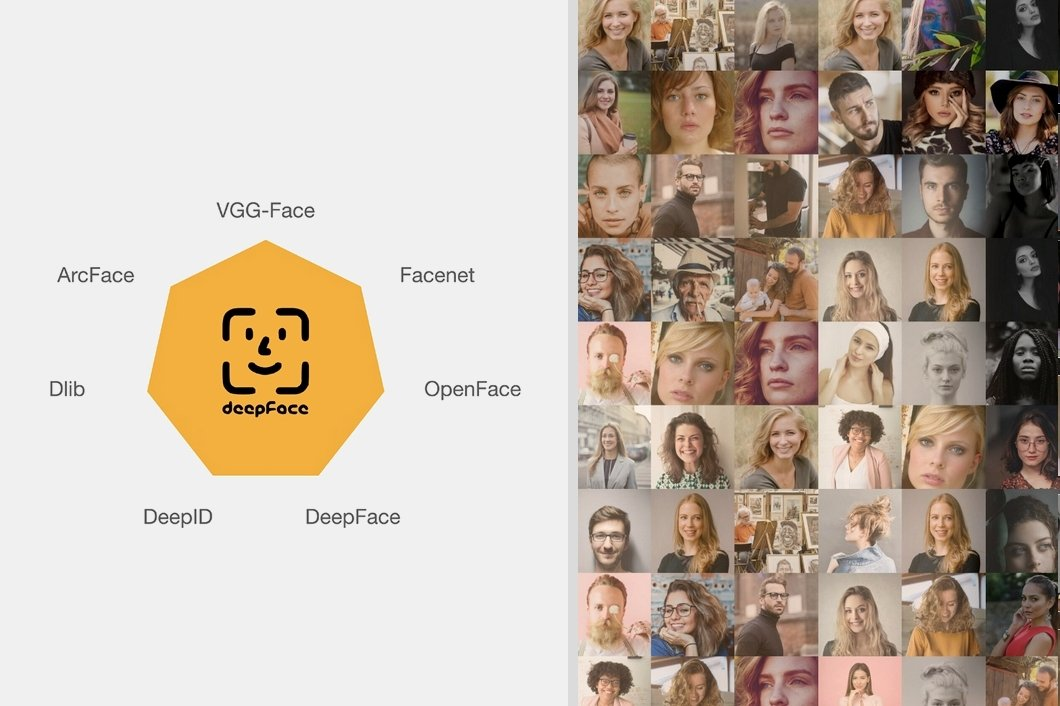 VGG-Face
ArcFace
Facenet
deepFace
Dlib
OpenFace
DeepID
DeepFace